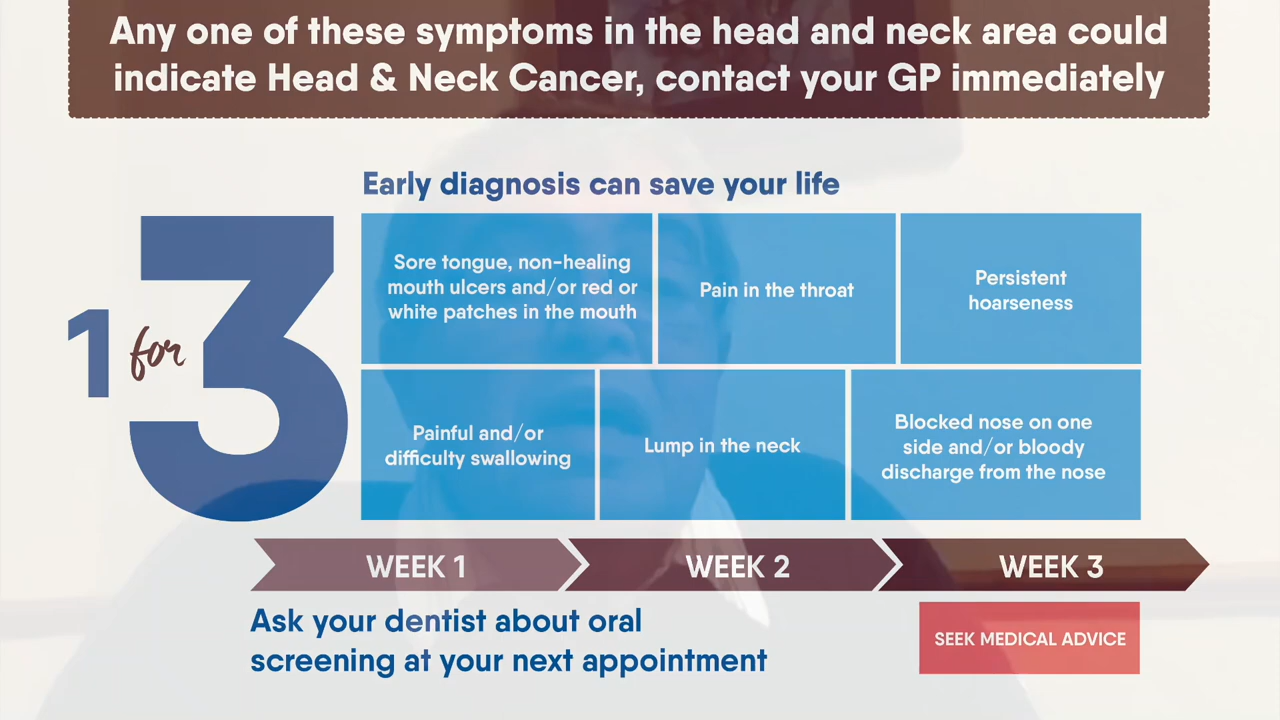 Any one of these symptoms in the head and neck area could
indicate Head & Neck Cancer, contact your GP immediately
Early diagnosis can save your life
1 for 3
Sore tongue, non-healing
mouth ulcers and/or red or
white patches in the mouth
Pain in the throat
Persistent
hoarseness
Painful and/or
difficulty swallowing
Lump in the neck
Blocked nose on one
side and/or bloody
discharge from the nose
WEEK 1
WEEK 2
WEEK 3
Ask your dentist about oral
screening at your next appointment
SEEK MEDICAL ADVICE